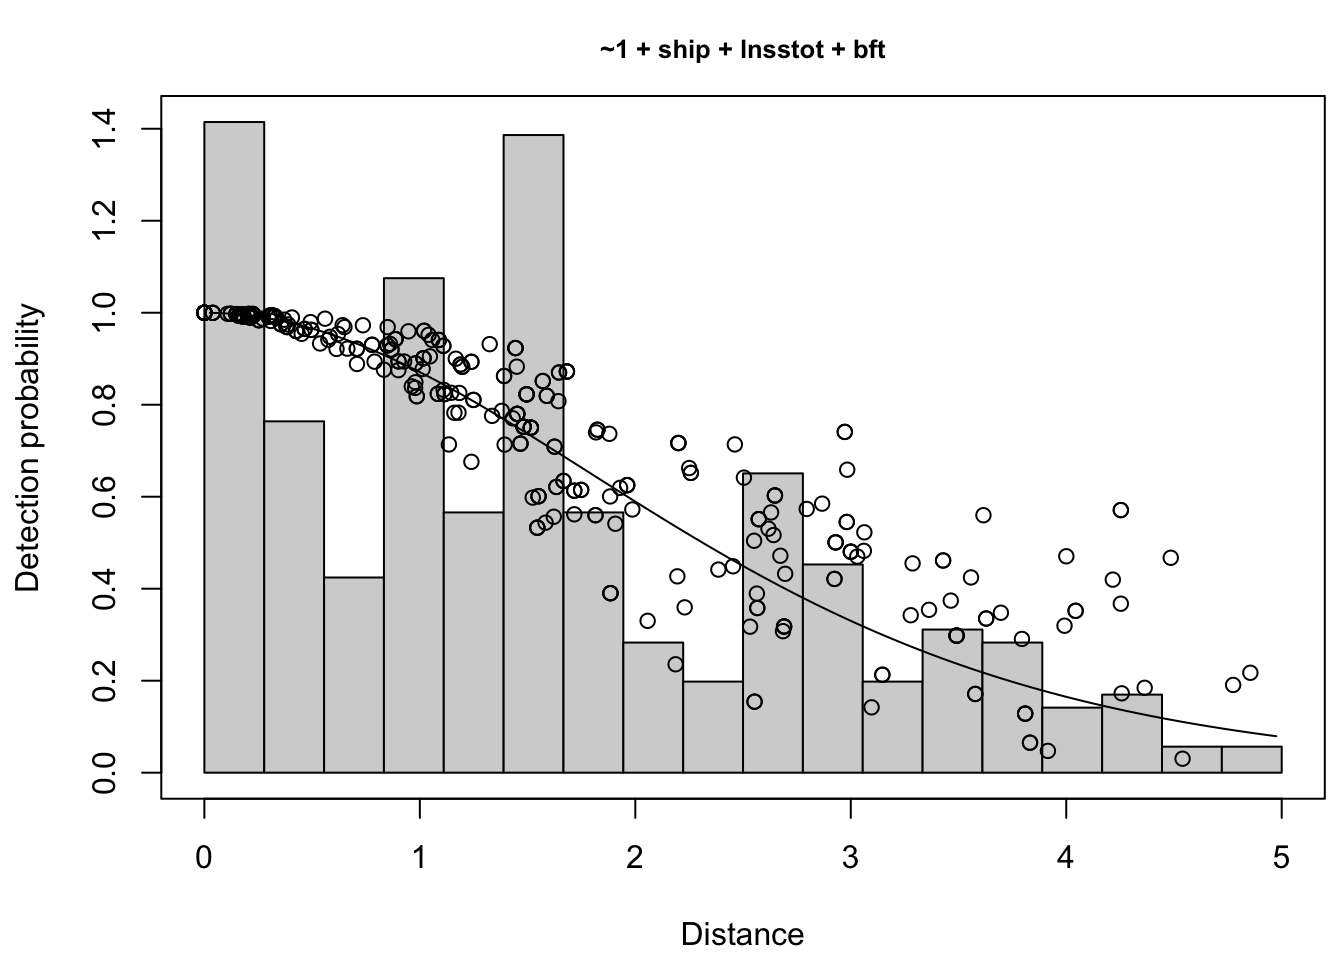 ~1 + ship + lnsstot + bft
Detection probability
1.4
1.2
1.0
0.8
0.6
0.4
0.2
0.0
0 1 2 3 4 5
Distance